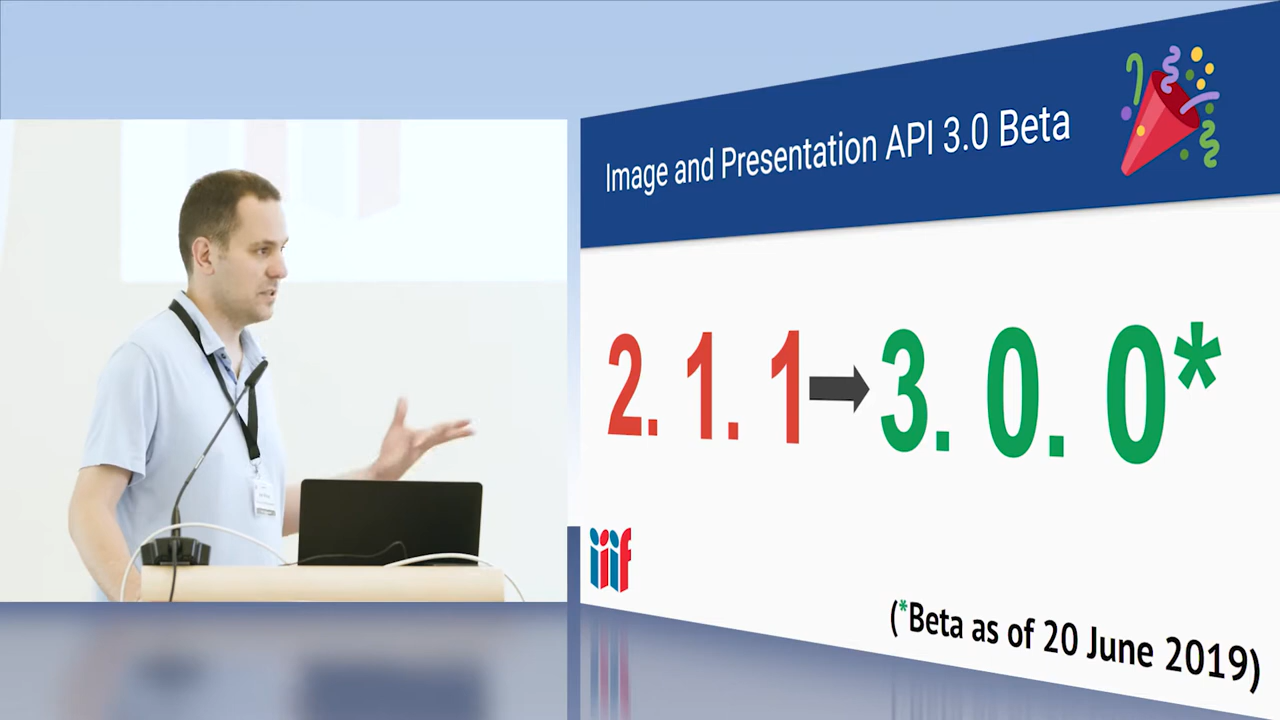 Image and Presentation API 3.0 Beta
2. 1. 1 3. 0. 0*
iiif
(*Beta as of 20 June 2019)